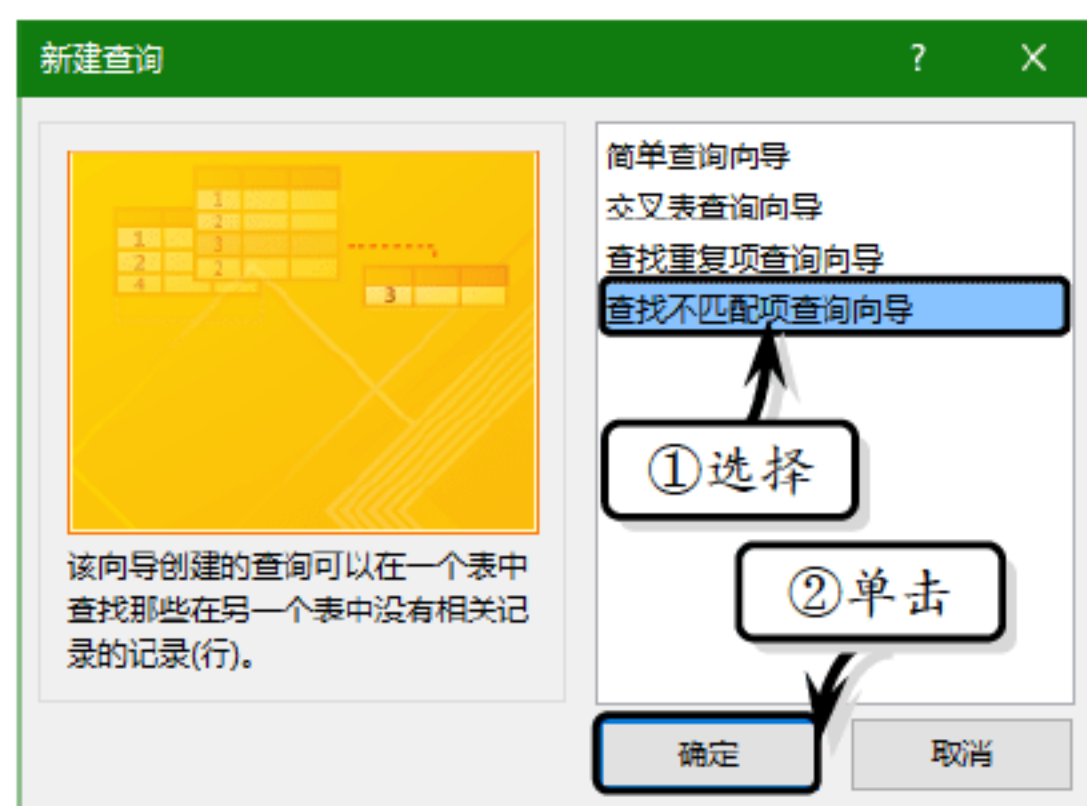 新建查询
?
×
1
2
3
2
1
2
4
3
该向导创建的查询可以在一个表中
查找那些在另一个表中没有相关记
录的记录(行)。
简单查询向导
交叉表查询向导
查找重复项查询向导
查找不匹配项查询向导
①选择
②单击
确定
取消